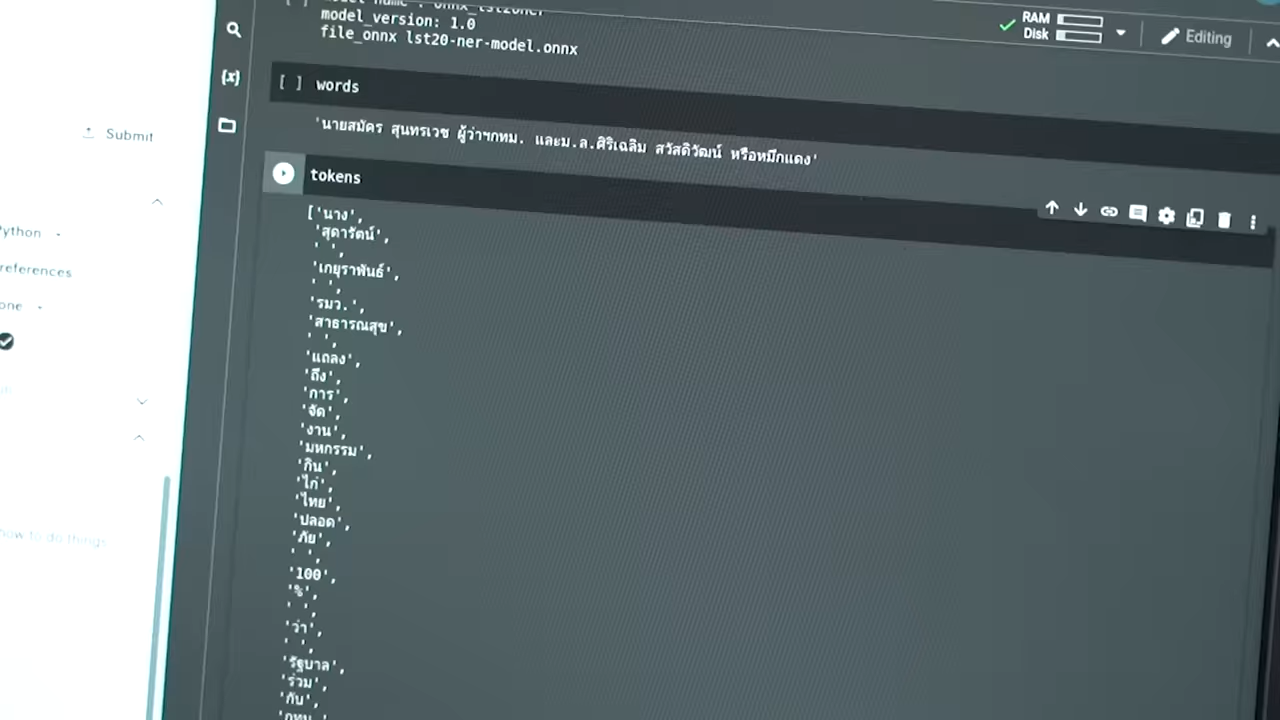 model_version: 1.0
file_onnx lst20-ner-model.onnx
RAM
Disk
Editing
[ ] words
'นายสมัคร สุนทรเวช ผู้ว่าฯกทม. และม.ล.ศิริเฉลิม สวัสดิวัฒน์ หรือหมึกแดง'
Submit
tokens
['นาง',
'สุดารัตน์',
' ',
'เกยุราพันธ์',
' ',
'รมว.',
'สาธารณสุข',
' ',
'แถลง',
'ถึง',
'การ',
'จัด',
'งาน',
'มหกรรม',
'กิน',
'ไก่',
'ไทย',
'ปลอด',
'ภัย',
' ',
'100',
'%',
' ',
'ว่า',
' ',
'รัฐบาล',
'ร่วม',
'กับ',
how to do things